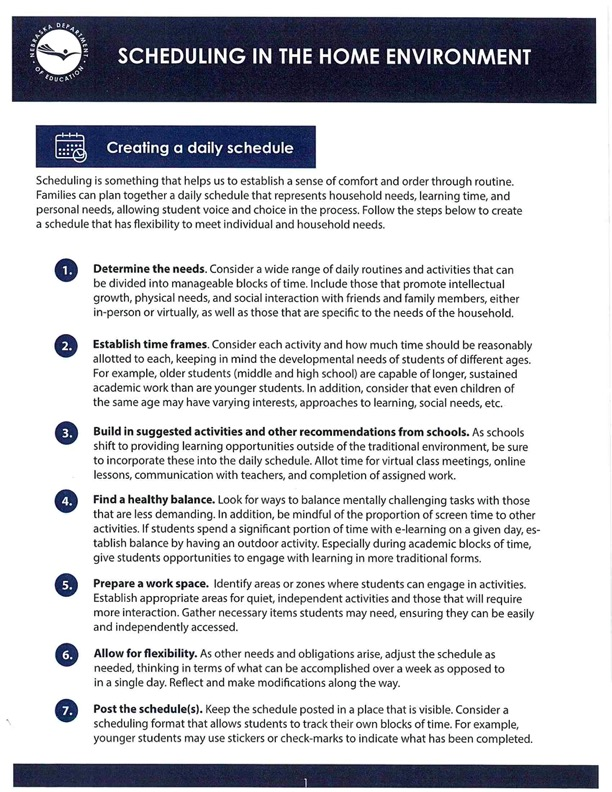 NEBRASKA DEPARTMENT
OF EDUCATION
SCHEDULING IN THE HOME ENVIRONMENT
Creating a daily schedule
Scheduling is something that helps us to establish a sense of comfort and order through routine.
Families can plan together a daily schedule that represents household needs, learning time, and
personal needs, allowing student voice and choice in the process. Follow the steps below to create
a schedule that has flexibility to meet individual and household needs.
1. Determine the needs. Consider a wide range of daily routines and activities that can
be divided into manageable blocks of time. Include those that promote intellectual
growth, physical needs, and social interaction with friends and family members, either
in-person or virtually, as well as those that are specific to the needs of the household.
2. Establish time frames. Consider each activity and how much time should be reasonably
allotted to each, keeping in mind the developmental needs of students of different ages.
For example, older students (middle and high school) are capable of longer, sustained
academic work than are younger students. In addition, consider that even children of
the same age may have varying interests, approaches to learning, social needs, etc.
3. Build in suggested activities and other recommendations from schools. As schools
shift to providing learning opportunities outside of the traditional environment, be sure
to incorporate these into the daily schedule. Allot time for virtual class meetings, online
lessons, communication with teachers, and completion of assigned work.
4. Find a healthy balance. Look for ways to balance mentally challenging tasks with those
that are less demanding. In addition, be mindful of the proportion of screen time to other
activities. If students spend a significant portion of time with e-learning on a given day, es-
tablish balance by having an outdoor activity. Especially during academic blocks of time,
give students opportunities to engage with learning in more traditional forms.
5. Prepare a work space. Identify areas or zones where students can engage in activities.
Establish appropriate areas for quiet, independent activities and those that will require
more interaction. Gather necessary items students may need, ensuring they can be easily
and independently accessed.
6. Allow for flexibility. As other needs and obligations arise, adjust the schedule as
needed, thinking in terms of what can be accomplished over a week as opposed to
in a single day. Reflect and make modifications along the way.
7. Post the schedule(s). Keep the schedule posted in a place that is visible. Consider a
scheduling format that allows students to track their own blocks of time. For example,
younger students may use stickers or check-marks to indicate what has been completed.
1